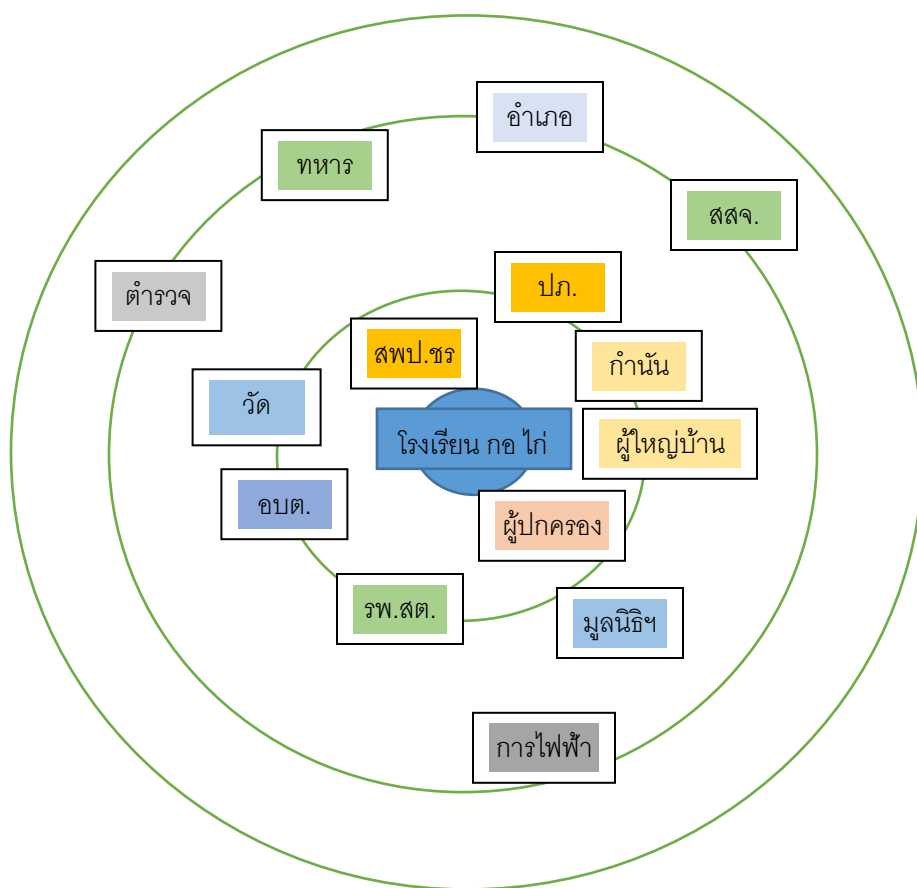 อำเภอ
ทหาร
สสจ.
ตำรวจ
ปภ.
สพป.ชร
กำนัน
วัด
โรงเรียน กอ ไก่
ผู้ใหญ่บ้าน
อบต.
ผู้ปกครอง
รพ.สต.
มูลนิธิฯ
การไฟฟ้า